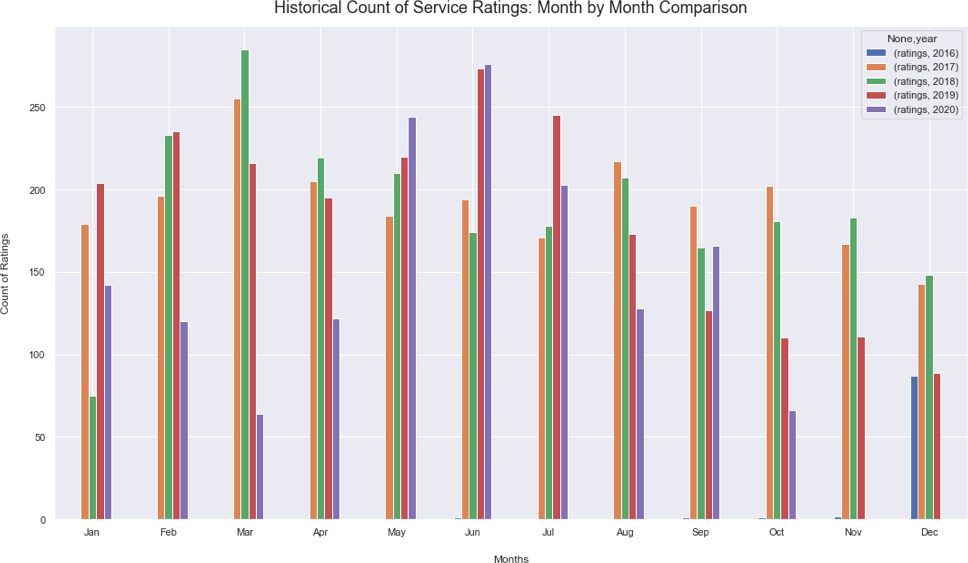 Historical Count of Service Ratings: Month by Month Comparison
None,year
(ratings, 2016)
(ratings, 2017)
(ratings, 2018)
(ratings, 2019)
(ratings, 2020)
Count of Ratings
250
200
150
100
50
0
Jan Feb Mar Apr May Jun Jul Aug Sep Oct Nov Dec
Months